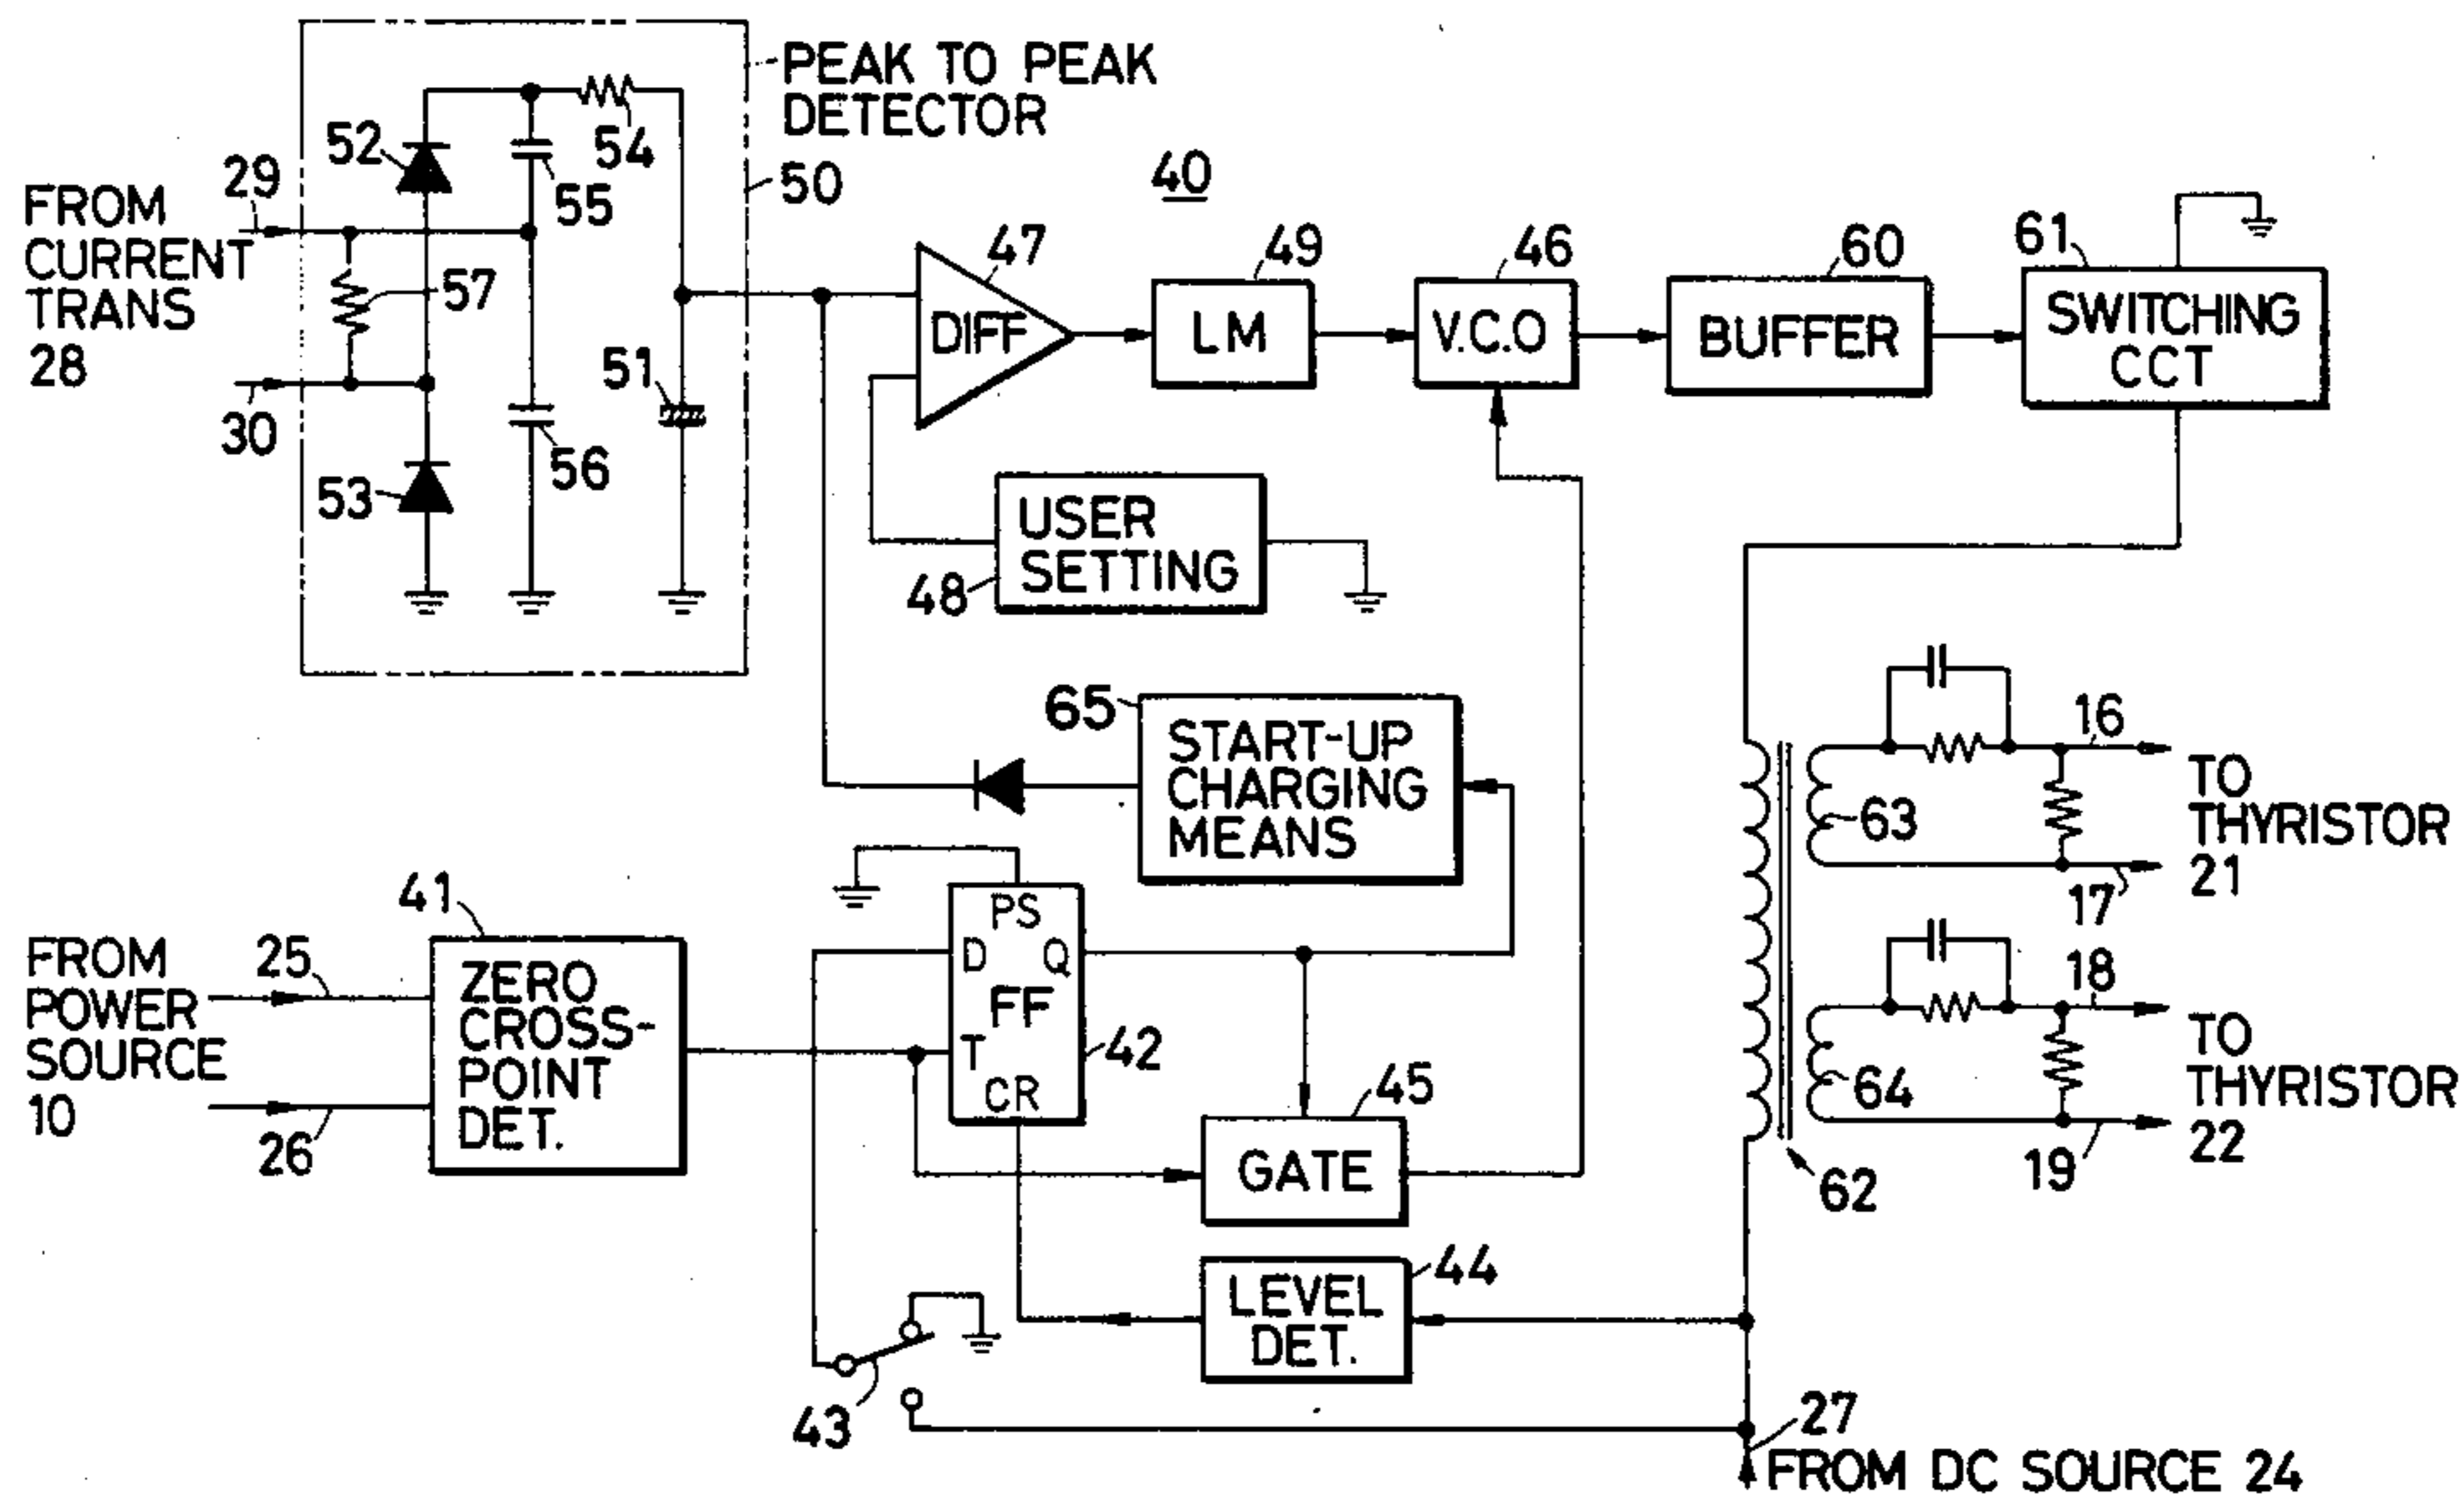 PEAK TO PEAK
DETECTOR
50
52
54
55
29
FROM
CURRENT
TRANS
28
57
30
53
56
51
40
47
DIFF
49
LM
46
V.C.O
60
BUFFER
61
SWITCHING
CCT
USER
SETTING
48
65
START-UP
CHARGING
MEANS
16
TO
THYRISTOR
21
63
17
18
TO
THYRISTOR
22
64
19
62
41
FROM
POWER
SOURCE
10
25
26
ZERO
CROSS-
POINT
DET.
PS
D Q
FF
T
CR
42
45
GATE
44
LEVEL
DET.
43
27
FROM DC SOURCE 24